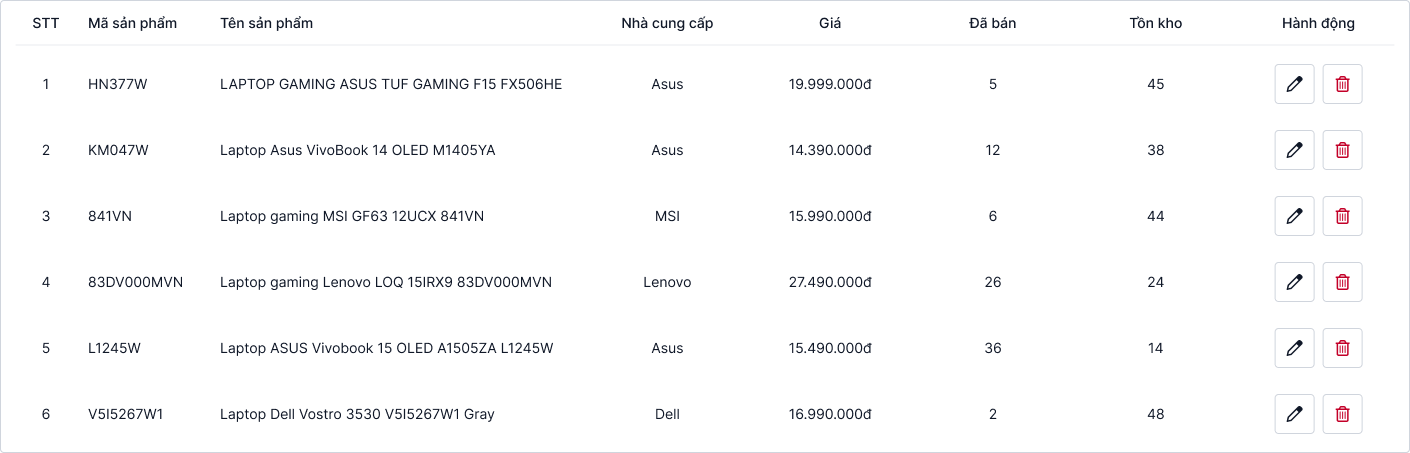 STT Mã sản phẩm Tên sản phẩm Nhà cung cấp Giá Đã bán Tồn kho Hành động
1 HN377W LAPTOP GAMING ASUS TUF GAMING F15 FX506HE Asus 19.999.000đ 5 45
2 KM047W Laptop Asus VivoBook 14 OLED M1405YA Asus 14.390.000đ 12 38
3 841VN Laptop gaming MSI GF63 12UCX 841VN MSI 15.990.000đ 6 44
4 83DV000MVN Laptop gaming Lenovo LOQ 15IRX9 83DV000MVN Lenovo 27.490.000đ 26 24
5 L1245W Laptop ASUS Vivobook 15 OLED A1505ZA L1245W Asus 15.490.000đ 36 14
6 V5I5267W1 Laptop Dell Vostro 3530 V5I5267W1 Gray Dell 16.990.000đ 2 48